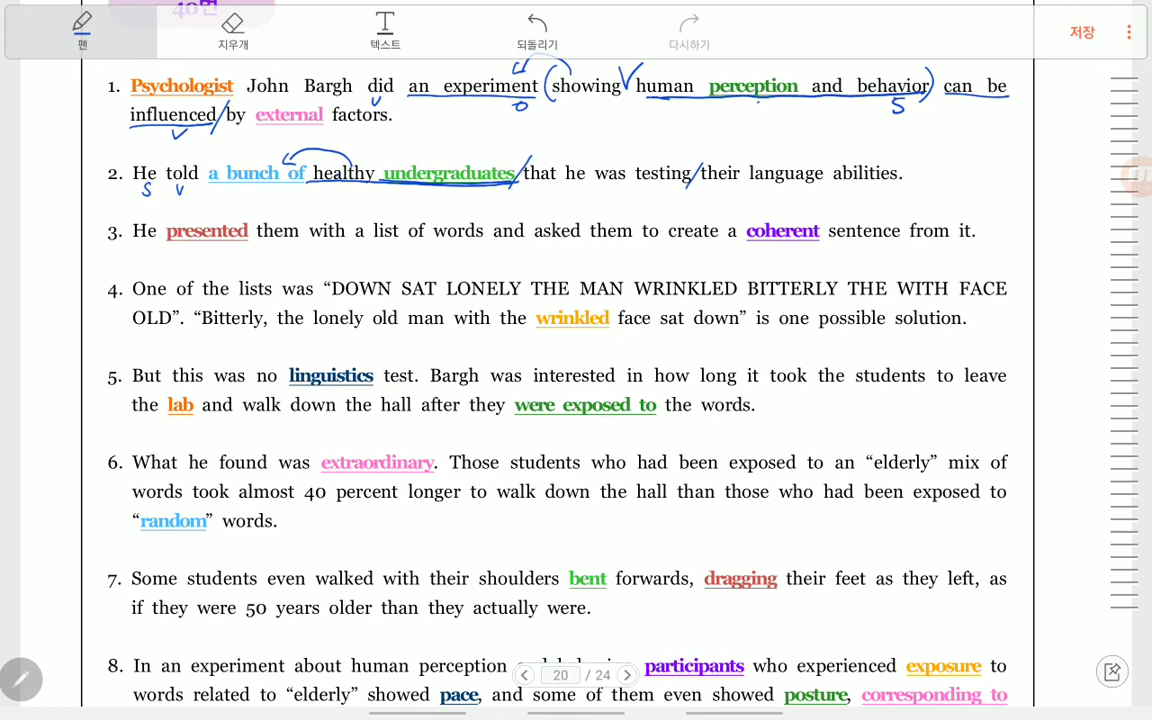 40번
펜 지우개 텍스트 되돌리기 다시하기 저장
1. Psychologist John Bargh did an experiment (showing human perception and behavior) can be
V O S
influenced/by external factors.
V
2. He told a bunch of healthy undergraduates/that he was testing/their language abilities.
S V
3. He presented them with a list of words and asked them to create a coherent sentence from it.
4. One of the lists was “DOWN SAT LONELY THE MAN WRINKLED BITTERLY THE WITH FACE
OLD”. “Bitterly, the lonely old man with the wrinkled face sat down” is one possible solution.
5. But this was no linguistics test. Bargh was interested in how long it took the students to leave
the lab and walk down the hall after they were exposed to the words.
6. What he found was extraordinary. Those students who had been exposed to an “elderly” mix of
words took almost 40 percent longer to walk down the hall than those who had been exposed to
“random” words.
7. Some students even walked with their shoulders bent forwards, dragging their feet as they left, as
if they were 50 years older than they actually were.
8. In an experiment about human perception participants who experienced exposure to
20 / 24
words related to “elderly” showed pace, and some of them even showed posture, corresponding to